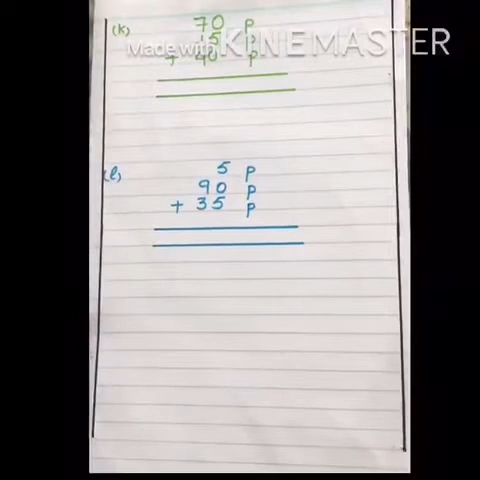 (K) 70 p
15 p
+ 40 p
Made with KINEMASTER
(l) 5 p
90 p
+ 35 p